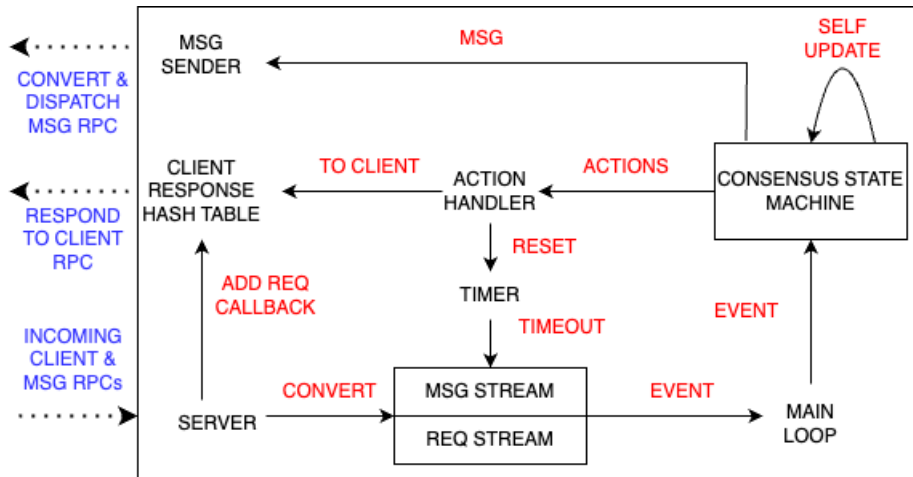 MSG
SENDER
MSG
SELF
UPDATE
CONVERT &
DISPATCH
MSG RPC
CLIENT
RESPONSE
HASH TABLE
TO CLIENT
ACTION
HANDLER
ACTIONS
CONSENSUS STATE
MACHINE
RESPOND
TO CLIENT
RPC
ADD REQ
CALLBACK
RESET
TIMER
TIMEOUT
EVENT
INCOMING
CLIENT &
MSG RPCs
SERVER
CONVERT
MSG STREAM
REQ STREAM
EVENT
MAIN
LOOP